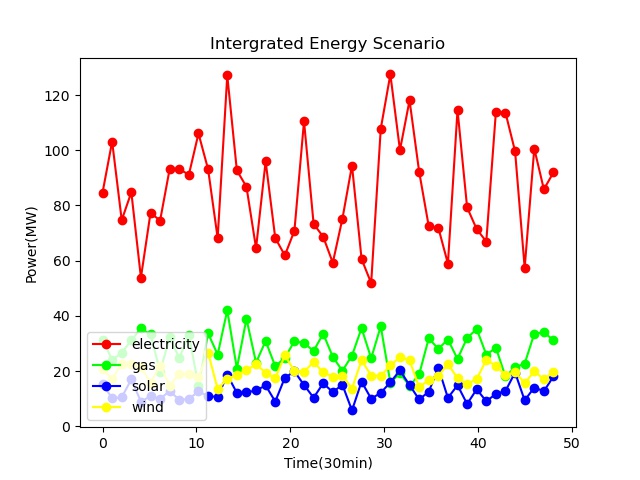 Intergrated Energy Scenario
Power(MW)
120
100
80
60
40
20
0
electricity
gas
solar
wind
0 10 20 30 40 50
Time(30min)